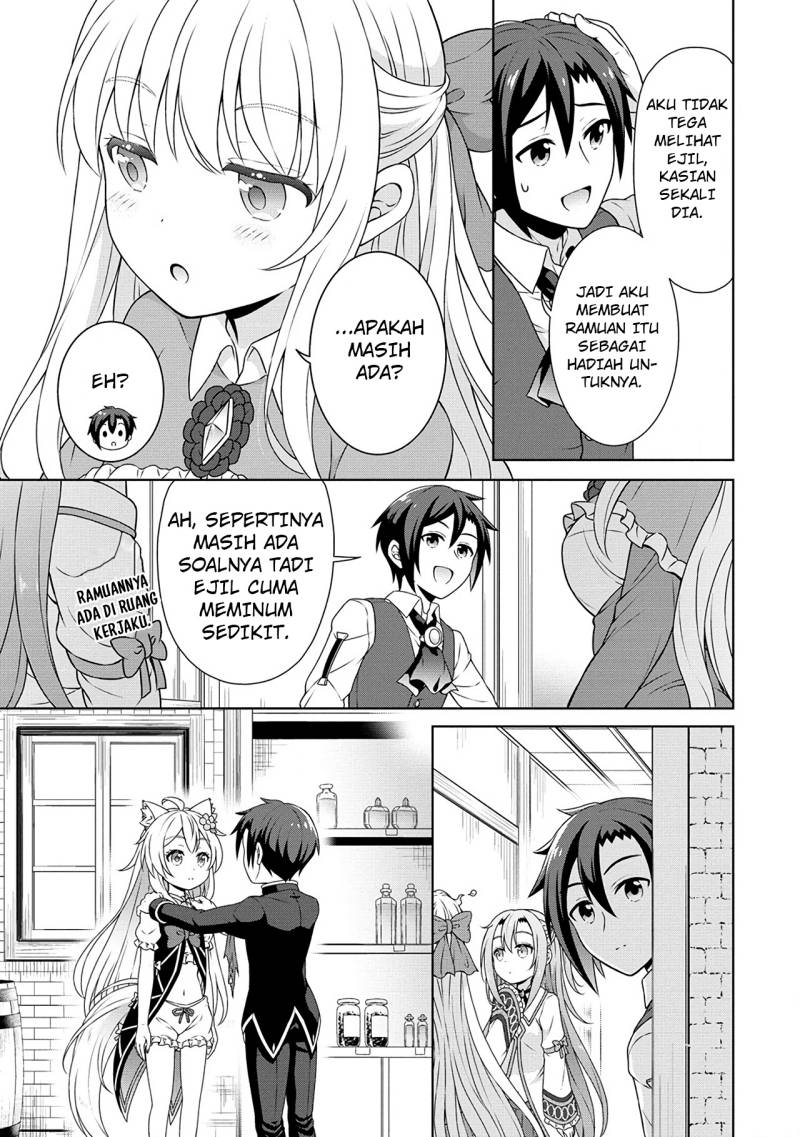 AKU TIDAK
TEGA
MELIHAT
EJIL,
KASIAN
SEKALI
DIA.
JADI AKU
MEMBUAT
RAMUAN ITU
SEBAGAI
HADIAH UN-
TUKNYA.
...APAKAH
MASIH
ADA?
EH?
AH, SEPERTINYA
MASIH ADA
SOALNYA TADI
EJIL CUMA
MEMINUM
SEDIKIT.
RAMUANNYA
ADA DI RUANG
KERJAKU!